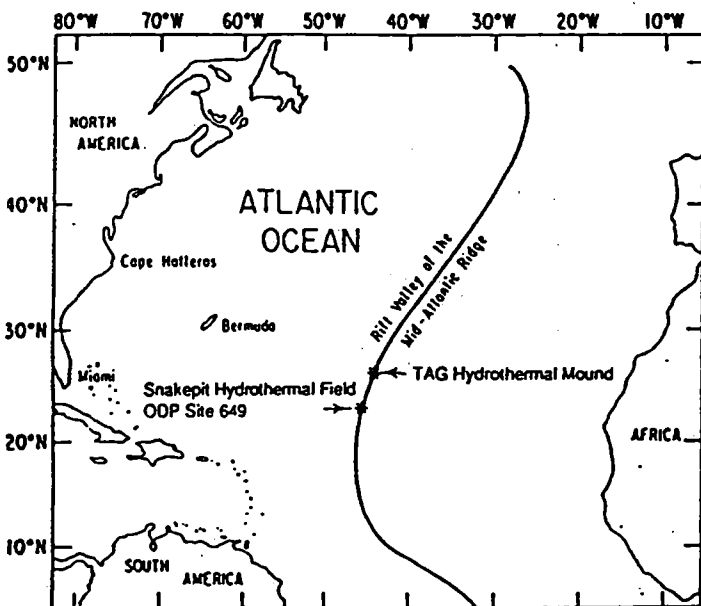 80°W 70°W 60°W 50°W 40°W 30°W 20°W 10°W
50°N
NORTH
AMERICA.
ATLANTIC
OCEAN
40°N
Cape Hatteras
Rift Valley of the
Mid-Atlantic Ridge
Bermuda
30°N
Miami
TAG Hydrothermal Mound
Snakepit Hydrothermal Field
ODP Site 649
20°N
AFRICA
10°N
SOUTH
AMERICA